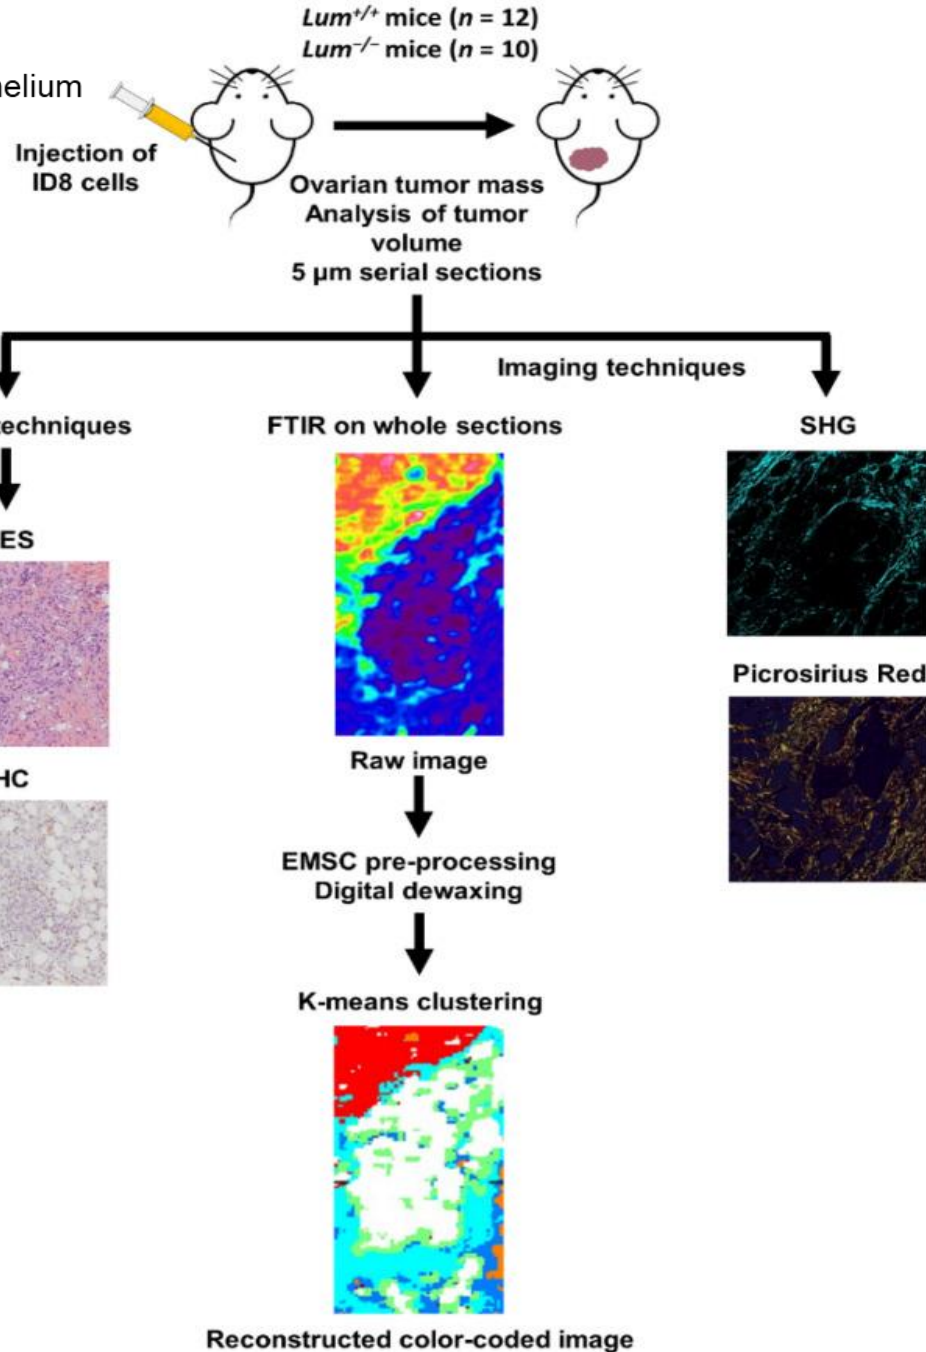 Lum+/+ mice (n = 12)
Lum−/− mice (n = 10)
Injection of
ID8 cells
Ovarian tumor mass
Analysis of tumor
volume
5 µm serial sections
Imaging techniques
techniques
FTIR on whole sections
SHG
Raw image
Picrosirius Red
EMSC pre-processing
Digital dewaxing
K-means clustering
Reconstructed color-coded image